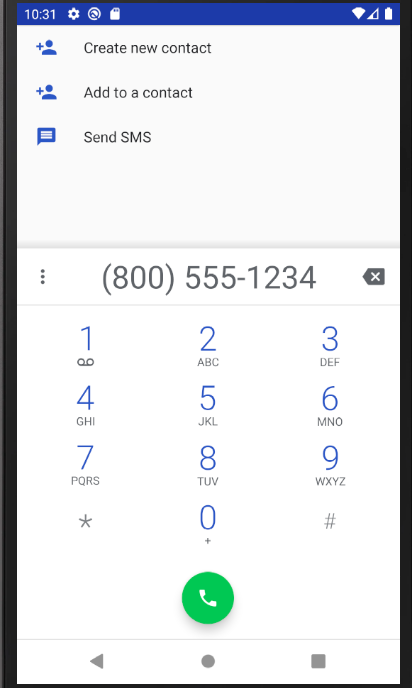 10:31
Create new contact
Add to a contact
Send SMS
(800) 555-1234
1 2 3
ABC DEF
4 5 6
GHI JKL MNO
7 8 9
PQRS TUV WXYZ
* 0 #
+